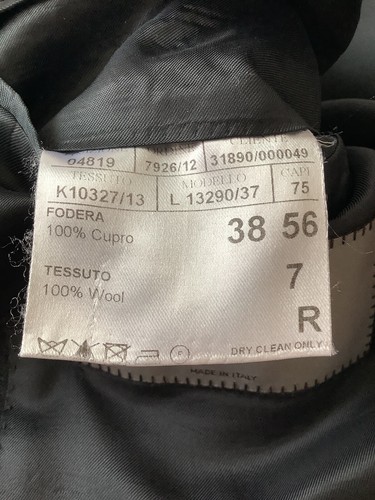 CLIENTE
64819 7926/12 31890/000049
TESSUTO MODELLO CAPI
K10327/13 L 13290/37 75
FODERA
100% Cupro
38 56
TESSUTO
100% Wool
7
R
DRY CLEAN ONLY
MADE IN ITALY